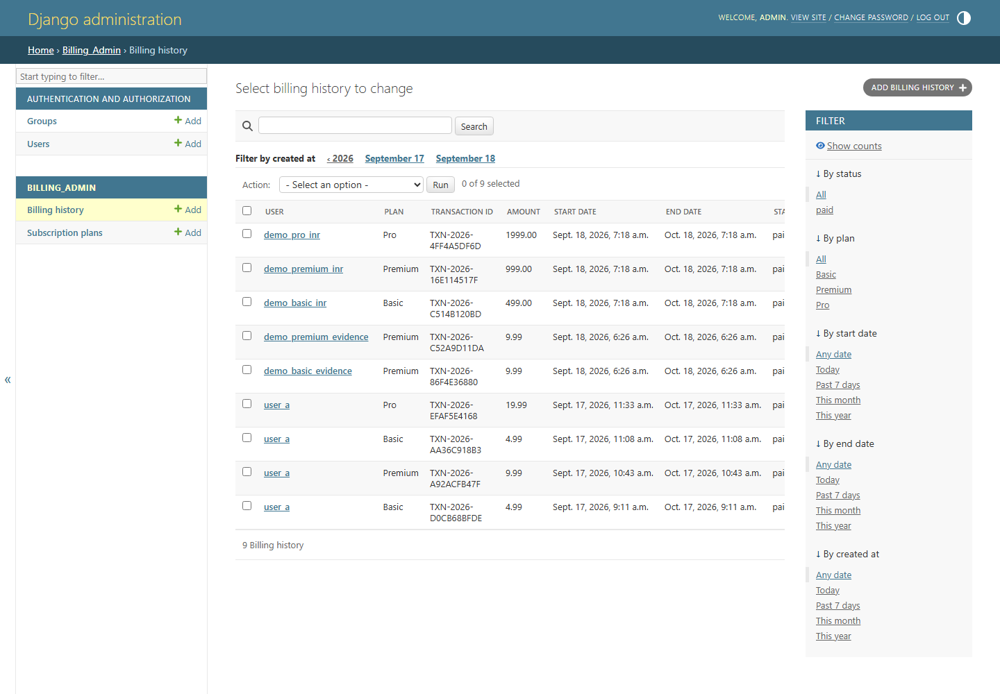 Django administration
WELCOME, ADMIN. VIEW SITE / CHANGE PASSWORD / LOG OUT
Home › Billing_Admin › Billing history
Start typing to filter...
AUTHENTICATION AND AUTHORIZATION
Groups Add
Users Add
BILLING_ADMIN
Billing history Add
Subscription plans Add
«
Select billing history to change
ADD BILLING HISTORY
Search
Filter by created at ‹ 2026 September 17 September 18
Action: - Select an option - Run 0 of 9 selected
USER PLAN TRANSACTION ID AMOUNT START DATE END DATE STA
demo_pro_inr Pro TXN-2026-4FF4A5DF6D 1999.00 Sept. 18, 2026, 7:18 a.m. Oct. 18, 2026, 7:18 a.m. pai
demo_premium_inr Premium TXN-2026-16E114517F 999.00 Sept. 18, 2026, 7:18 a.m. Oct. 18, 2026, 7:18 a.m. pai
demo_basic_inr Basic TXN-2026-C514B120BD 499.00 Sept. 18, 2026, 7:18 a.m. Oct. 18, 2026, 7:18 a.m. pai
demo_premium_evidence Premium TXN-2026-C52A9D11DA 9.99 Sept. 18, 2026, 6:26 a.m. Oct. 18, 2026, 6:26 a.m. pai
demo_basic_evidence Premium TXN-2026-86F4E36880 9.99 Sept. 18, 2026, 6:26 a.m. Oct. 18, 2026, 6:26 a.m. pai
user_a Pro TXN-2026-EFAF5E4168 19.99 Sept. 17, 2026, 11:33 a.m. Oct. 17, 2026, 11:33 a.m. pai
user_a Basic TXN-2026-AA36C918B3 4.99 Sept. 17, 2026, 11:08 a.m. Oct. 17, 2026, 11:08 a.m. pai
user_a Premium TXN-2026-A92ACFB47F 9.99 Sept. 17, 2026, 10:43 a.m. Oct. 17, 2026, 10:43 a.m. pai
user_a Basic TXN-2026-D0CB68BFDE 4.99 Sept. 17, 2026, 9:11 a.m. Oct. 17, 2026, 9:11 a.m. pai
9 Billing history
FILTER
Show counts
↓ By status
All
paid
↓ By plan
All
Basic
Premium
Pro
↓ By start date
Any date
Today
Past 7 days
This month
This year
↓ By end date
Any date
Today
Past 7 days
This month
This year
↓ By created at
Any date
Today
Past 7 days
This month
This year